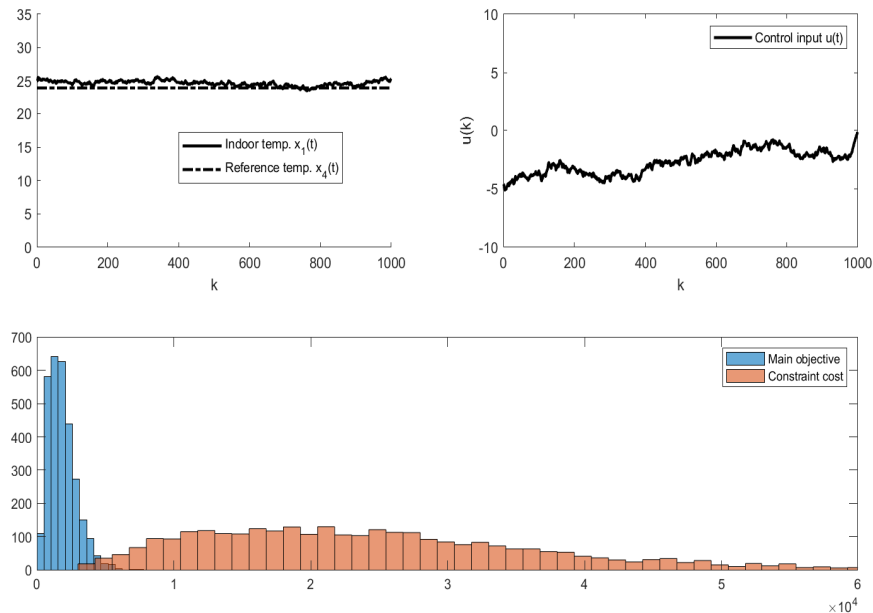 35
30
25
20
15
10
5
0
Indoor temp. x1(t)
Reference temp. x4(t)
0 200 400 600 800 1000
k
10
5
0
-5
-10
u(k)
Control input u(t)
0 200 400 600 800 1000
k
700
600
500
400
300
200
100
0
Main objective
Constraint cost
0 1 2 3 4 5 6
×10^4